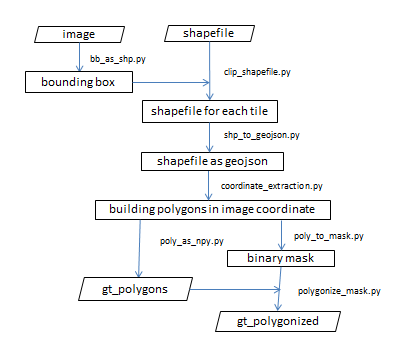 image
shapefile
bb_as_shp.py
clip_shapefile.py
bounding box
shapefile for each tile
shp_to_geojson.py
shapefile as geojson
coordinate_extraction.py
building polygons in image coordinate
poly_as_npy.py
poly_to_mask.py
binary mask
gt_polygons
polygonize_mask.py
gt_polygonized